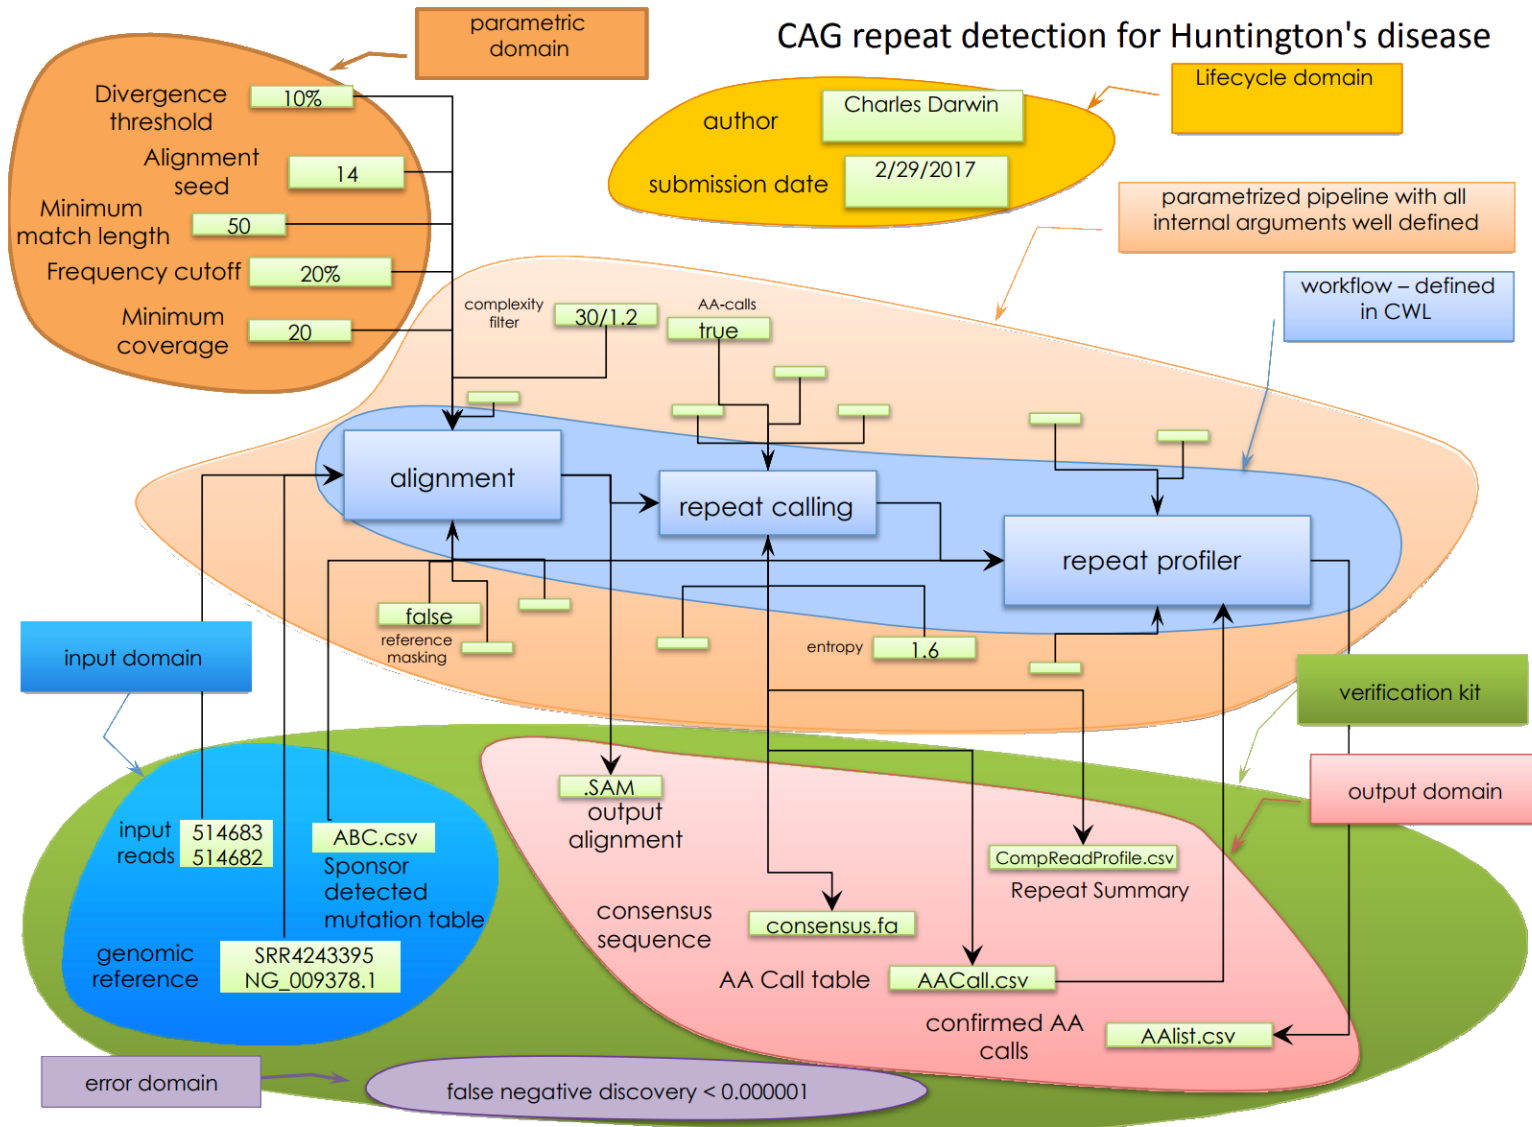 CAG repeat detection for Huntington's disease
parametric
domain
Divergence
threshold
10%
Alignment
seed
14
Minimum
match length
50
Frequency cutoff
20%
Minimum
coverage
20
Lifecycle domain
author
Charles Darwin
submission date
2/29/2017
parametrized pipeline with all
internal arguments well defined
workflow – defined
in CWL
complexity
filter
30/1.2
AA-calls
true
alignment
repeat calling
repeat profiler
false
reference
masking
entropy
1.6
input domain
verification kit
output domain
input
reads
514683
514682
ABC.csv
Sponsor
detected
mutation table
genomic
reference
SRR4243395
NG_009378.1
.SAM
output
alignment
CompReadProfile.csv
Repeat Summary
consensus
sequence
consensus.fa
AA Call table
AACall.csv
confirmed AA
calls
AAlist.csv
error domain
false negative discovery < 0.000001